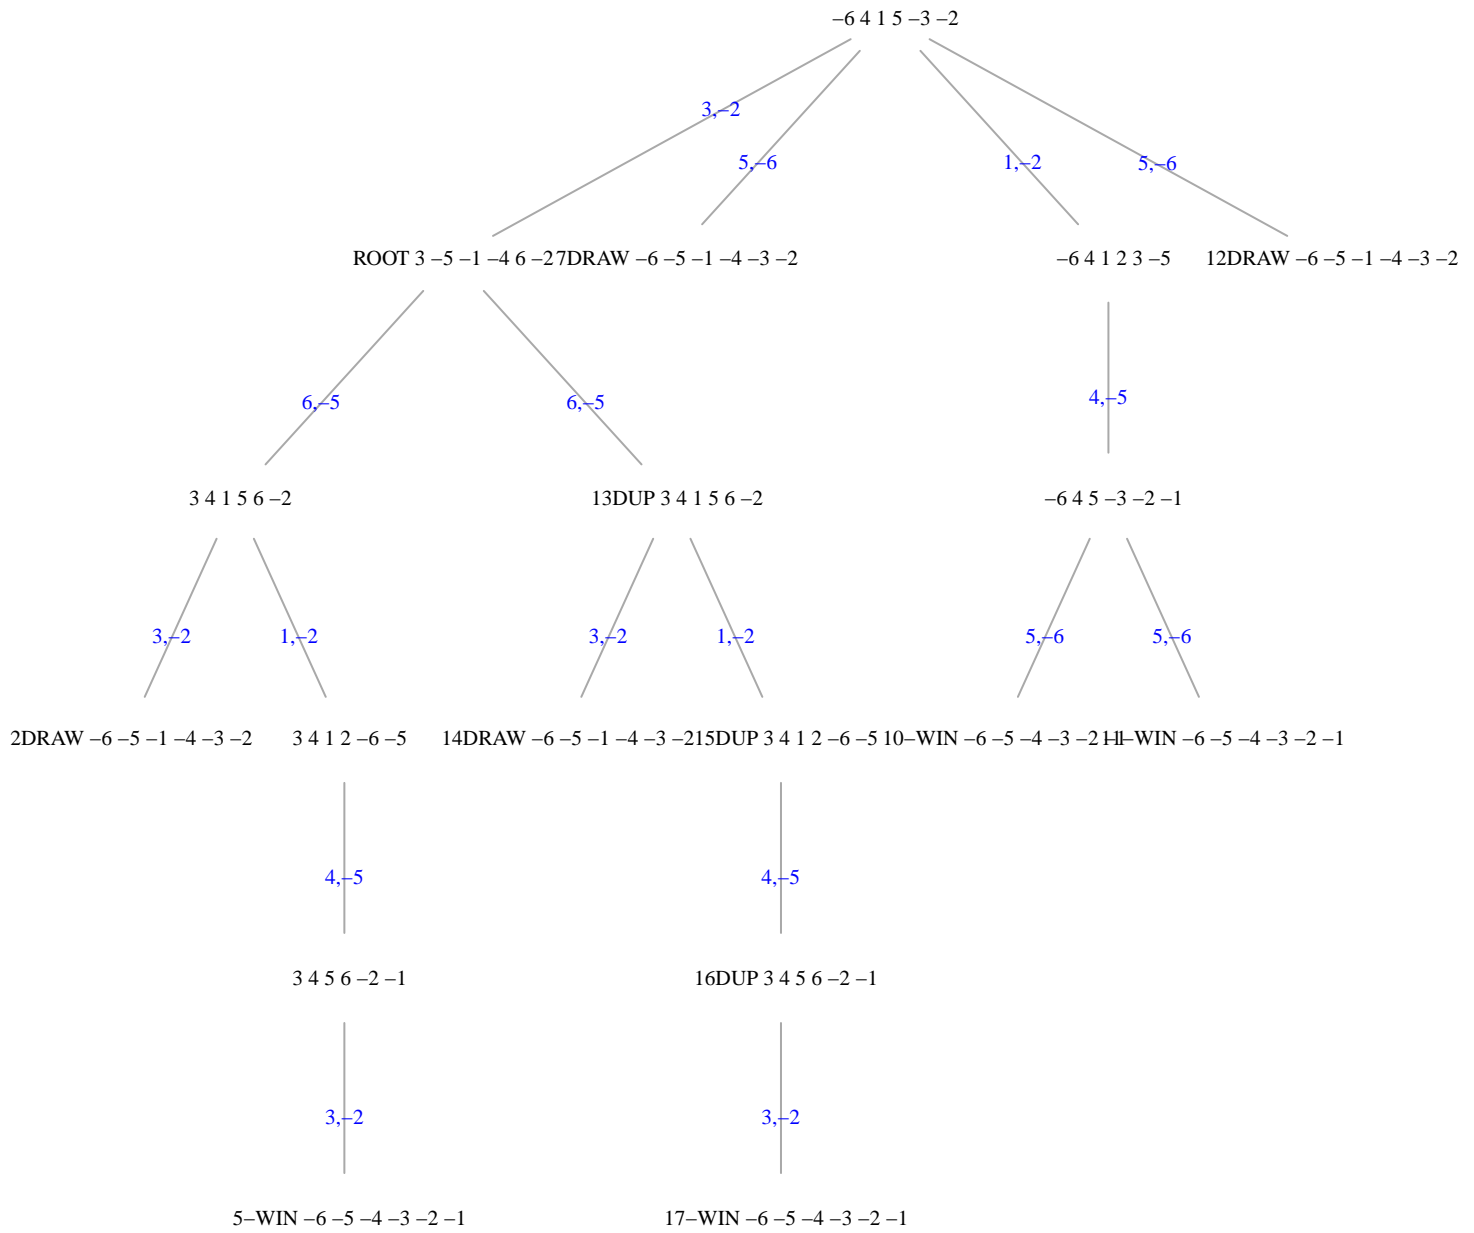 −6 4 1 5 −3 −2
3,−2
5,−6
1,−2
5,−6
ROOT 3 −5 −1 −4 6 −2
7DRAW −6 −5 −1 −4 −3 −2
−6 4 1 2 3 −5
12DRAW −6 −5 −1 −4 −3 −2
6,−5
6,−5
4,−5
3 4 1 5 6 −2
13DUP 3 4 1 5 6 −2
−6 4 5 −3 −2 −1
3,−2
1,−2
3,−2
1,−2
5,−6
5,−6
2DRAW −6 −5 −1 −4 −3 −2
3 4 1 2 −6 −5
14DRAW −6 −5 −1 −4 −3 −2
15DUP 3 4 1 2 −6 −5
10−WIN −6 −5 −4 −3 −2 −1
11−WIN −6 −5 −4 −3 −2 −1
4,−5
4,−5
3 4 5 6 −2 −1
16DUP 3 4 5 6 −2 −1
3,−2
3,−2
5−WIN −6 −5 −4 −3 −2 −1
17−WIN −6 −5 −4 −3 −2 −1